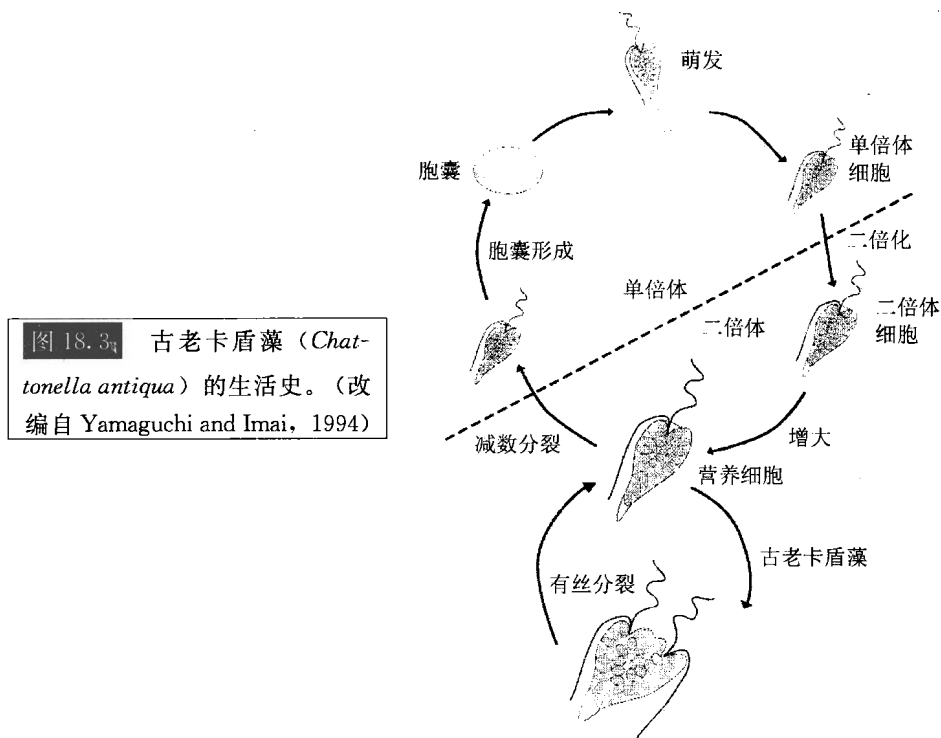 萌发
单倍体
细胞
胞囊
二倍化
胞囊形成
单倍体
二倍体
二倍体
细胞
图 18.3 古老卡盾藻（Chat-
tonella antiqua）的生活史。（改
编自 Yamaguchi and Imai，1994）
减数分裂
增大
营养细胞
古老卡盾藻
有丝分裂